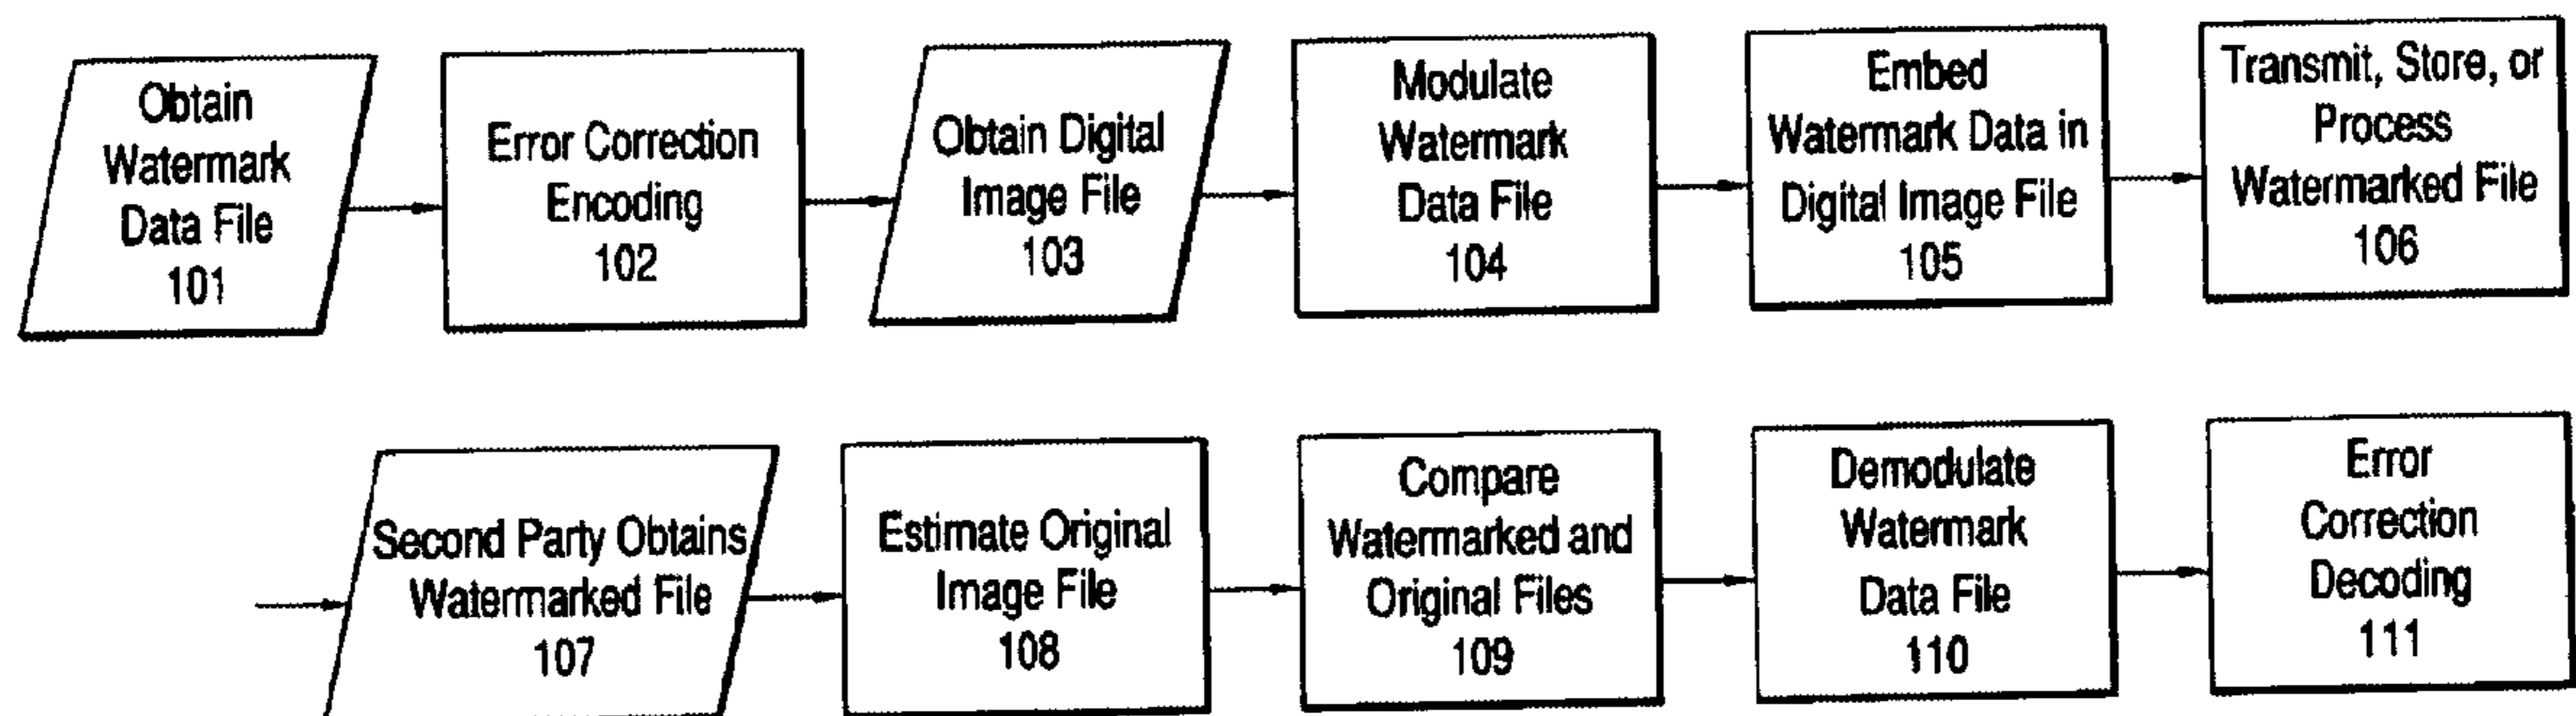 Obtain
Watermark
Data File
101
Error Correction
Encoding
102
Obtain Digital
Image File
103
Modulate
Watermark
Data File
104
Embed
Watermark Data in
Digital Image File
105
Transmit, Store, or
Process
Watermarked File
106
Second Party Obtains
Watermarked File
107
Estimate Original
Image File
108
Compare
Watermarked and
Original Files
109
Demodulate
Watermark
Data File
110
Error
Correction
Decoding
111